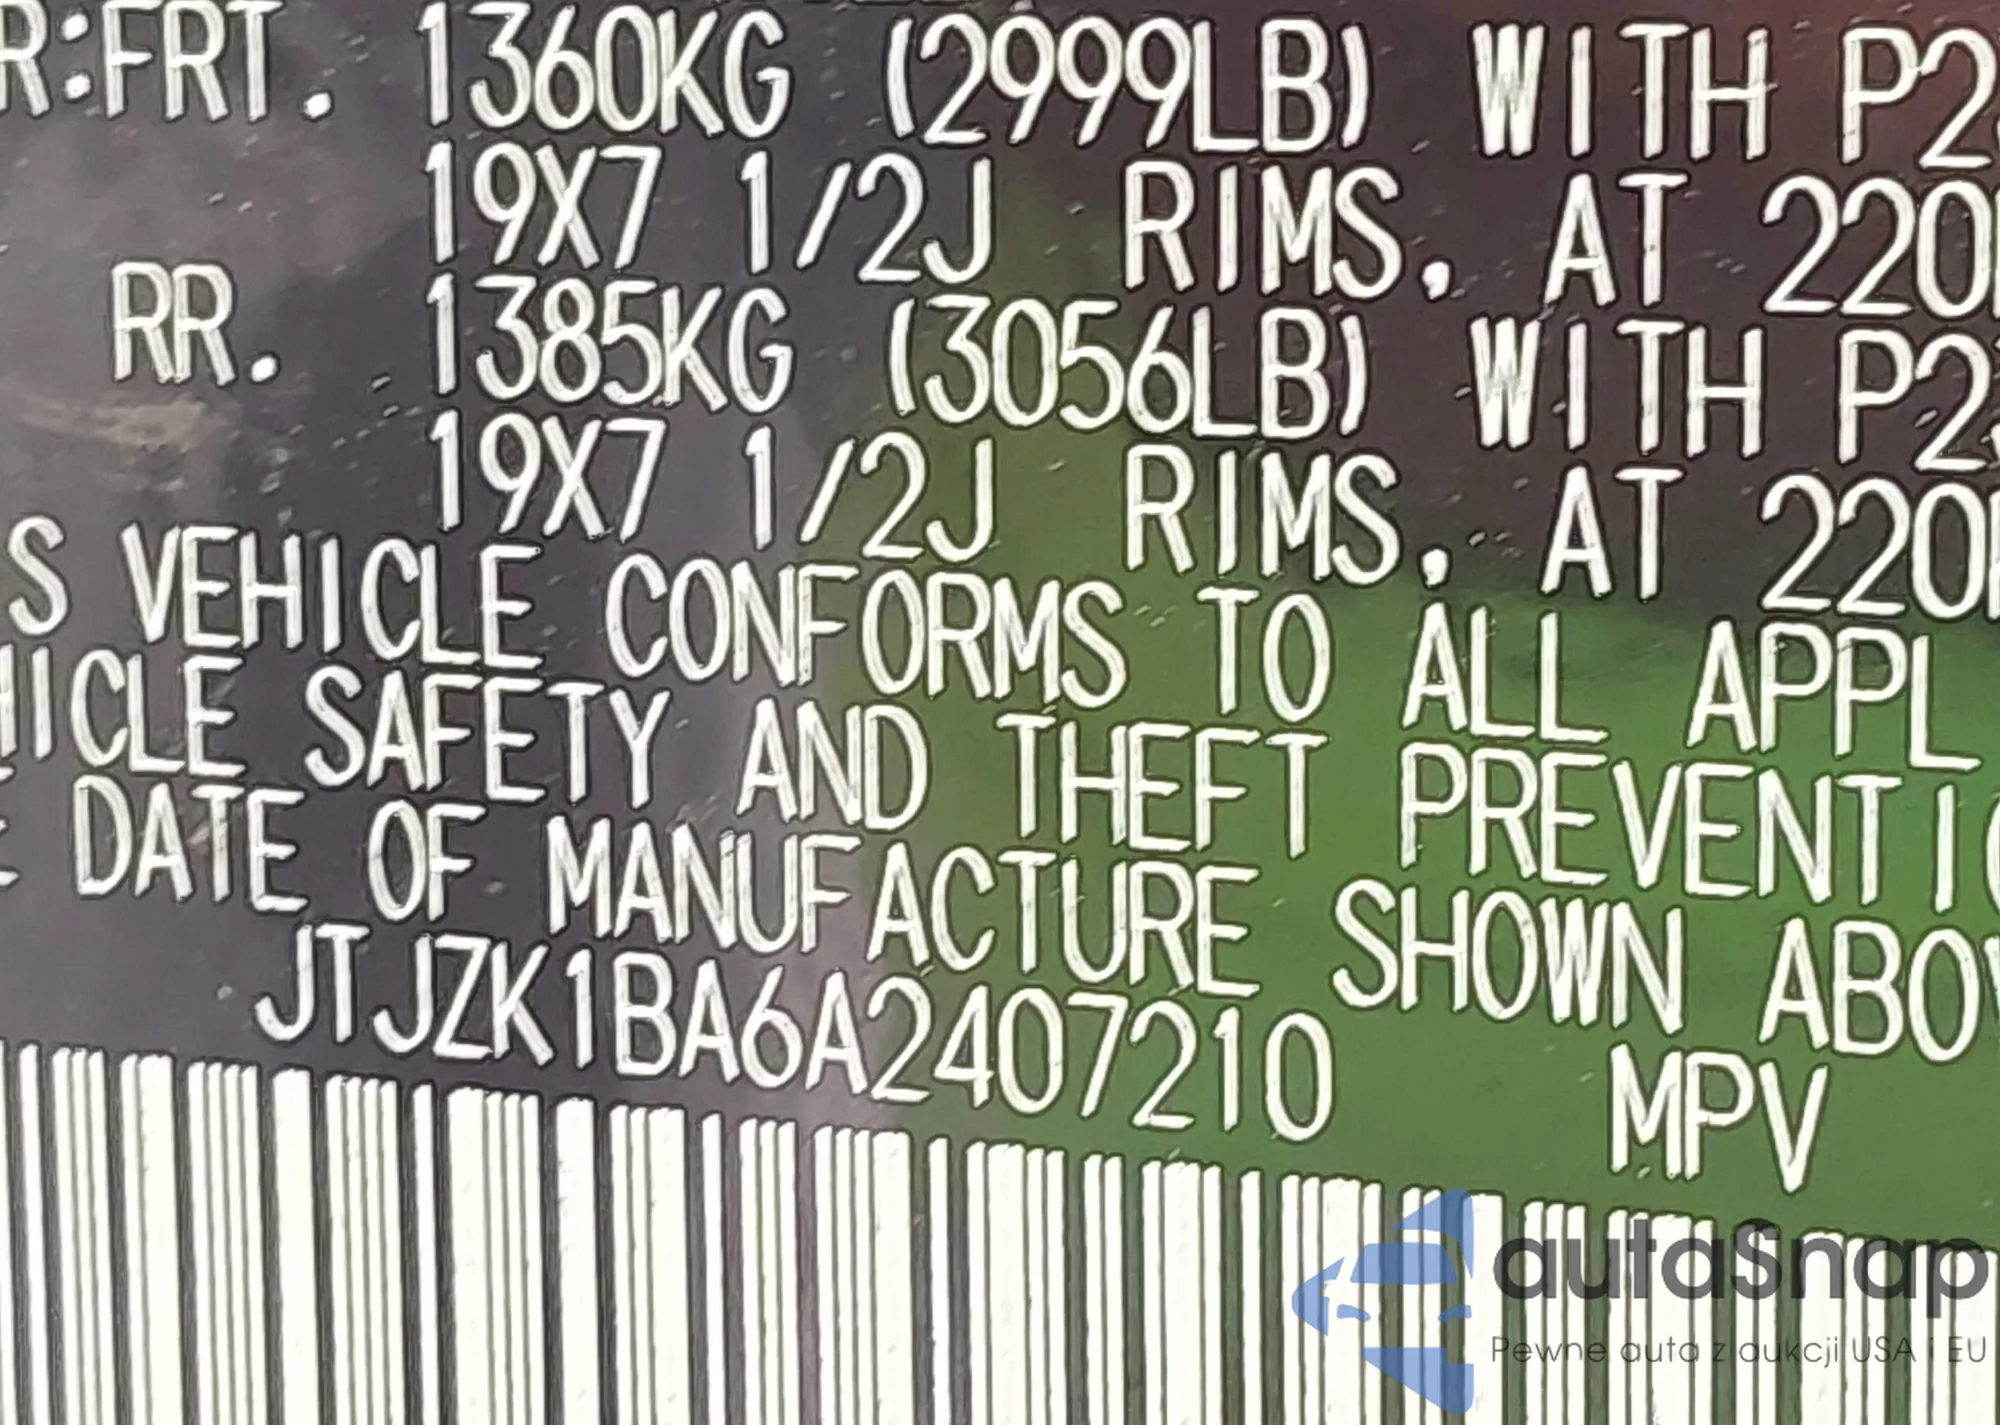 R:FRT. 1360KG (2999LB) WITH P2
19X7 1/2J RIMS, AT 220
RR. 1385KG (3056LB) WITH P2
19X7 1/2J RIMS, AT 220
S VEHICLE CONFORMS TO ALL APPL
HICLE SAFETY AND THEFT PREVENTI
E DATE OF MANUFACTURE SHOWN ABOV
JTJZK1BA6A2407210 MPV
autaSnap
Pewne auta z aukcji USA i EU